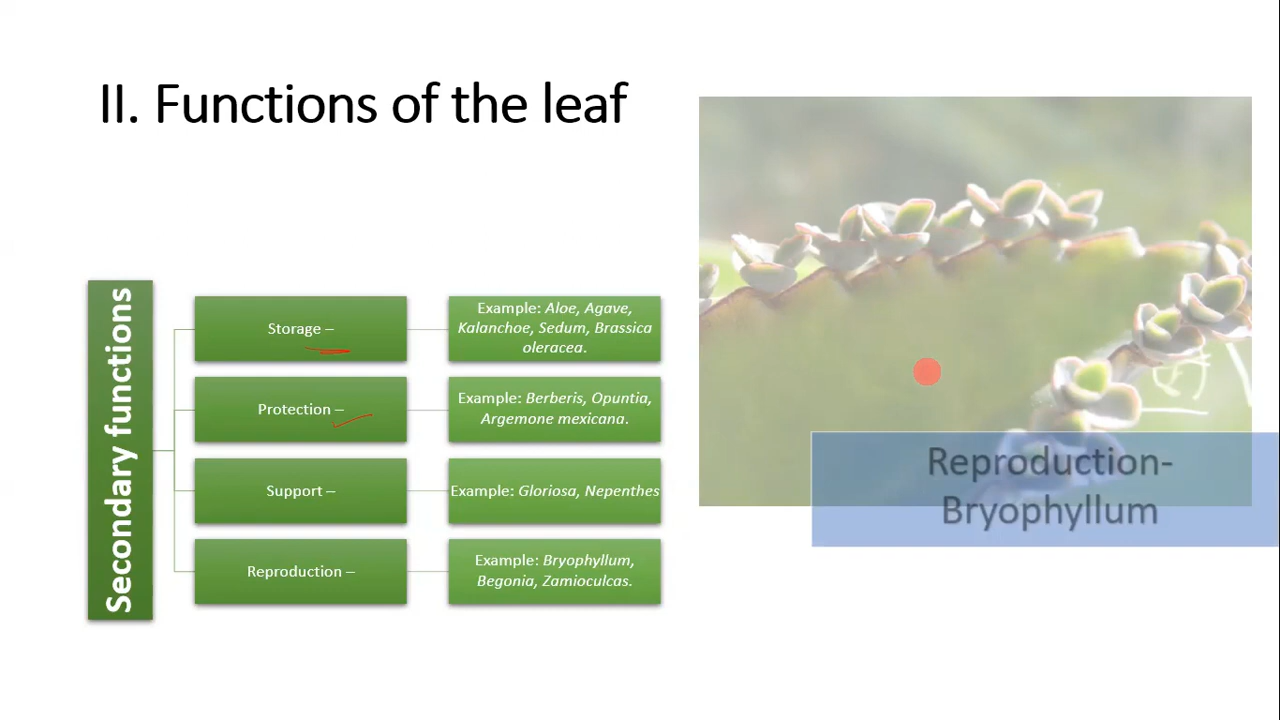 II. Functions of the leaf
Secondary functions
Storage –
Example: Aloe, Agave,
Kalanchoe, Sedum, Brassica
oleracea.
Protection –
Example: Berberis, Opuntia,
Argemone mexicana.
Support –
Example: Gloriosa, Nepenthes
Reproduction –
Example: Bryophyllum,
Begonia, Zamioculcas.
Reproduction-
Bryophyllum